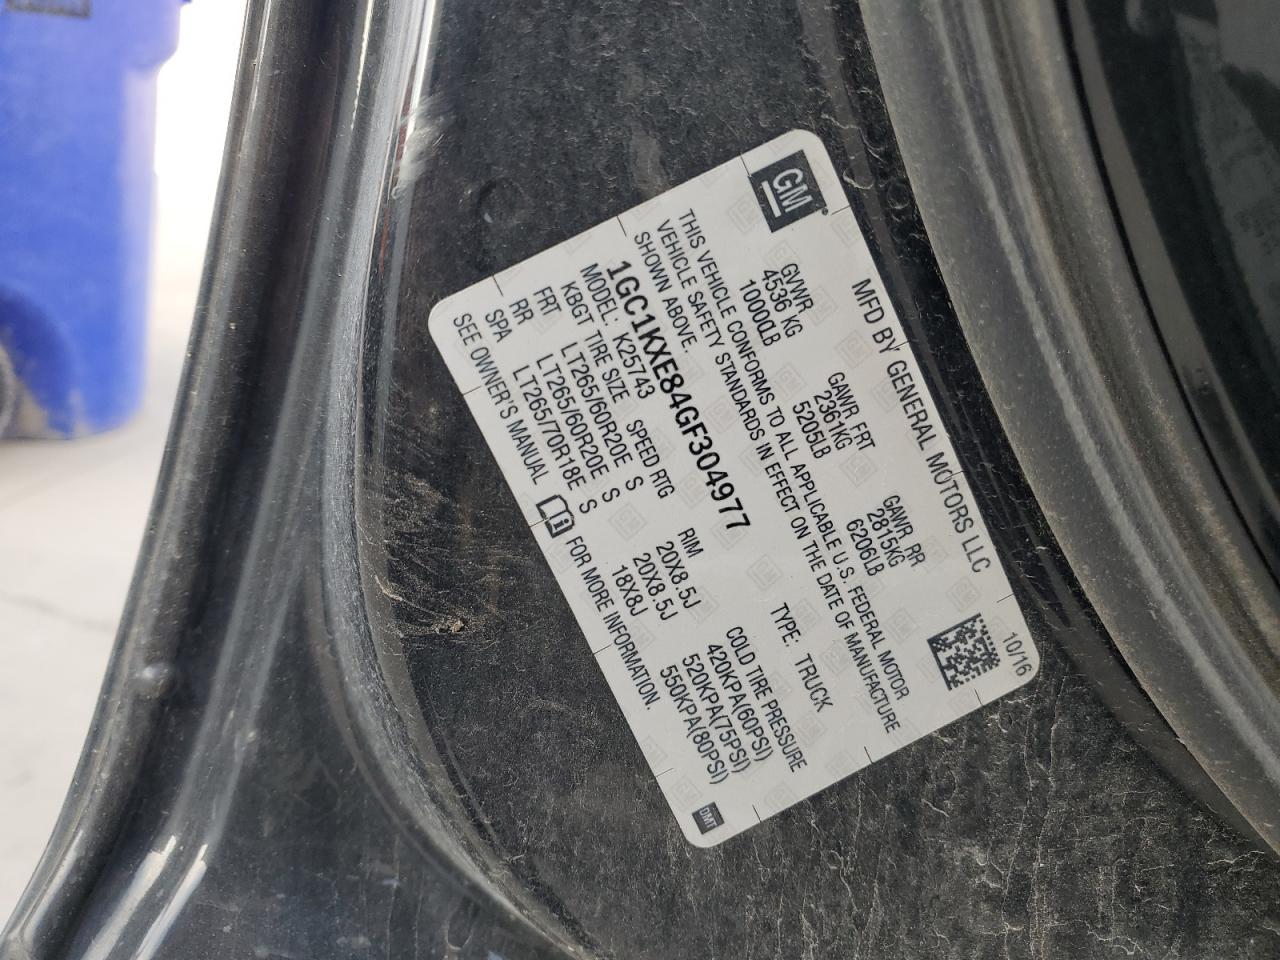 GM
MFD BY GENERAL MOTORS LLC
10/16
GVWR GAWR FRT GAWR RR
4536 KG 2361KG 2815KG
10000LB 5205LB 6206LB
THIS VEHICLE CONFORMS TO ALL APPLICABLE U.S. FEDERAL MOTOR
VEHICLE SAFETY STANDARDS IN EFFECT ON THE DATE OF MANUFACTURE
SHOWN ABOVE.
1GC1KXE84GF304977 TYPE: TRUCK
MODEL: K25743
KBGT TIRE SIZE SPEED RTG RIM COLD TIRE PRESSURE
FRT LT265/60R20E S 20X8.5J 420KPA(60PSI)
RR LT265/60R20E S 20X8.5J 520KPA(75PSI)
SPA LT265/70R18E S 18X8J 550KPA(80PSI)
SEE OWNER'S MANUAL FOR MORE INFORMATION.
DMT